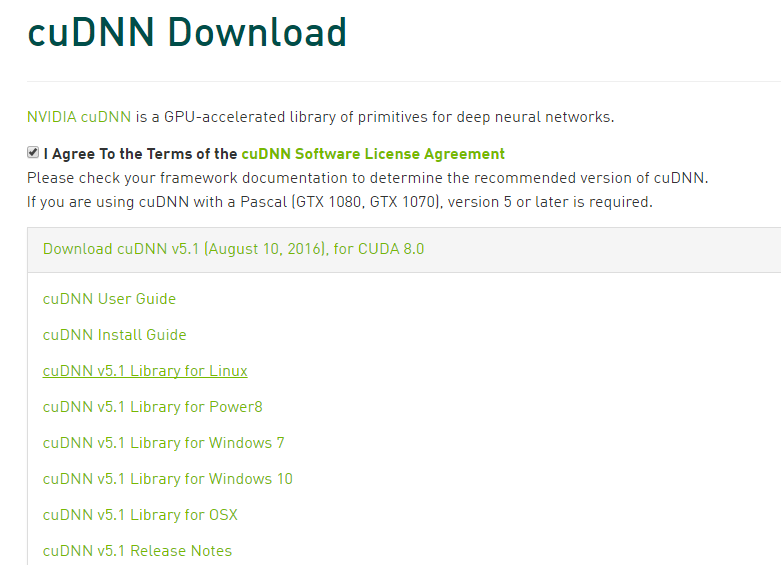 cuDNN Download
NVIDIA cuDNN is a GPU-accelerated library of primitives for deep neural networks.
I Agree To the Terms of the cuDNN Software License Agreement
Please check your framework documentation to determine the recommended version of cuDNN.
If you are using cuDNN with a Pascal (GTX 1080, GTX 1070), version 5 or later is required.
Download cuDNN v5.1 (August 10, 2016), for CUDA 8.0
cuDNN User Guide
cuDNN Install Guide
cuDNN v5.1 Library for Linux
cuDNN v5.1 Library for Power8
cuDNN v5.1 Library for Windows 7
cuDNN v5.1 Library for Windows 10
cuDNN v5.1 Library for OSX
cuDNN v5.1 Release Notes